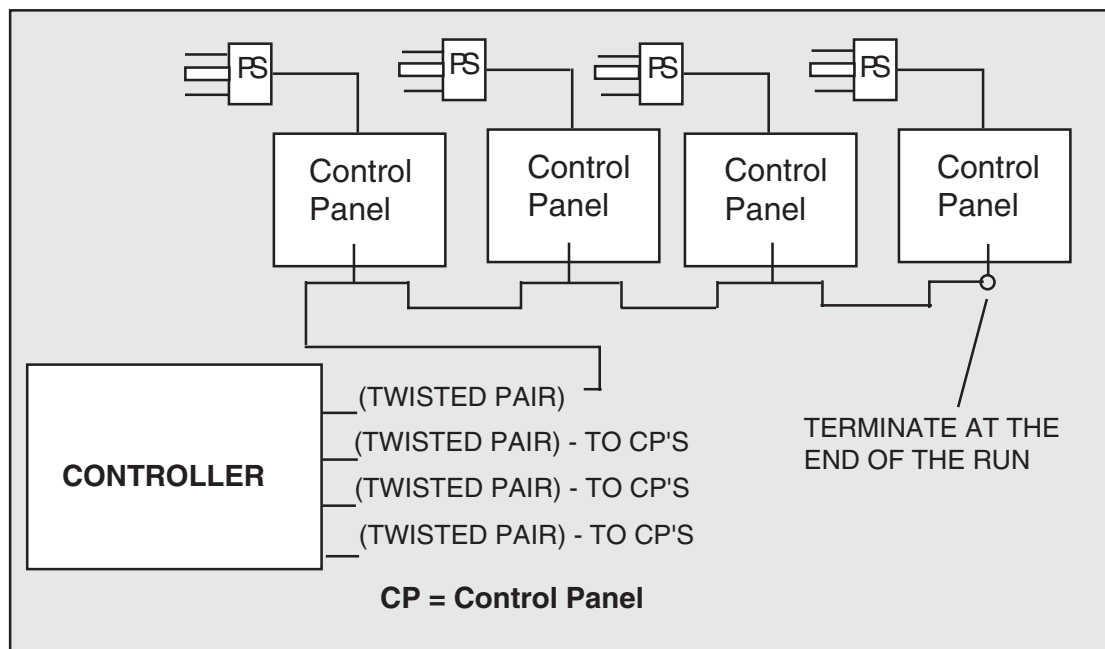 PS
PS
PS
PS
Control
Panel
Control
Panel
Control
Panel
Control
Panel
(TWISTED PAIR)
(TWISTED PAIR) - TO CP'S
(TWISTED PAIR) - TO CP'S
(TWISTED PAIR) - TO CP'S
CONTROLLER
TERMINATE AT THE
END OF THE RUN
CP = Control Panel